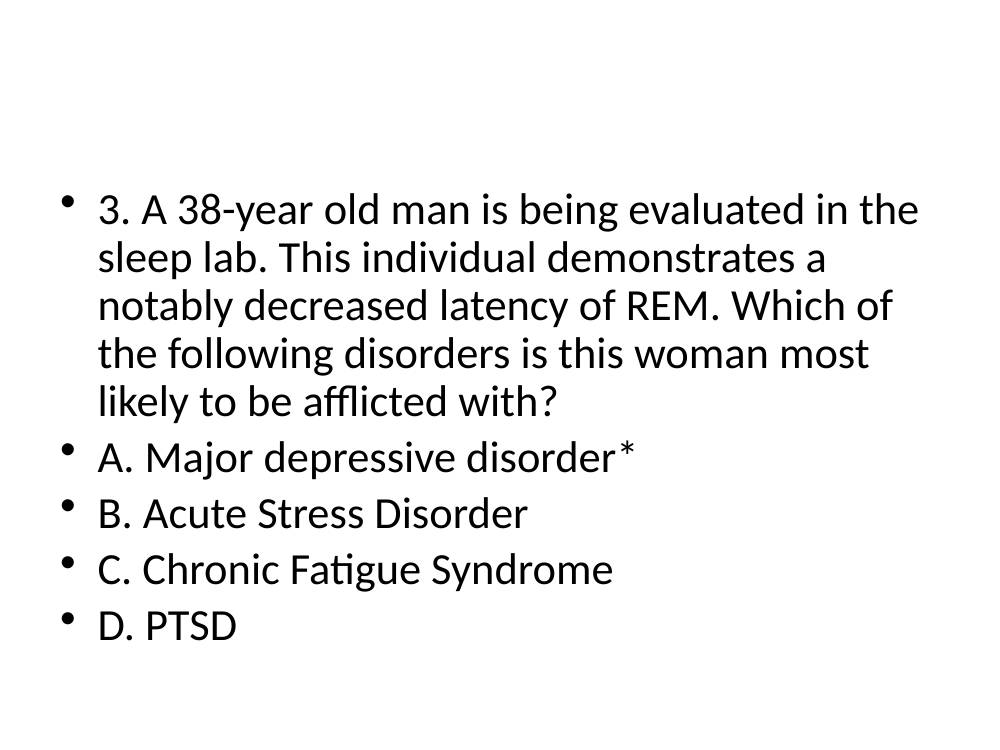 • 3. A 38-year old man is being evaluated in the
sleep lab. This individual demonstrates a
notably decreased latency of REM. Which of
the following disorders is this woman most
likely to be afflicted with?
• A. Major depressive disorder*
• B. Acute Stress Disorder
• C. Chronic Fatigue Syndrome
• D. PTSD